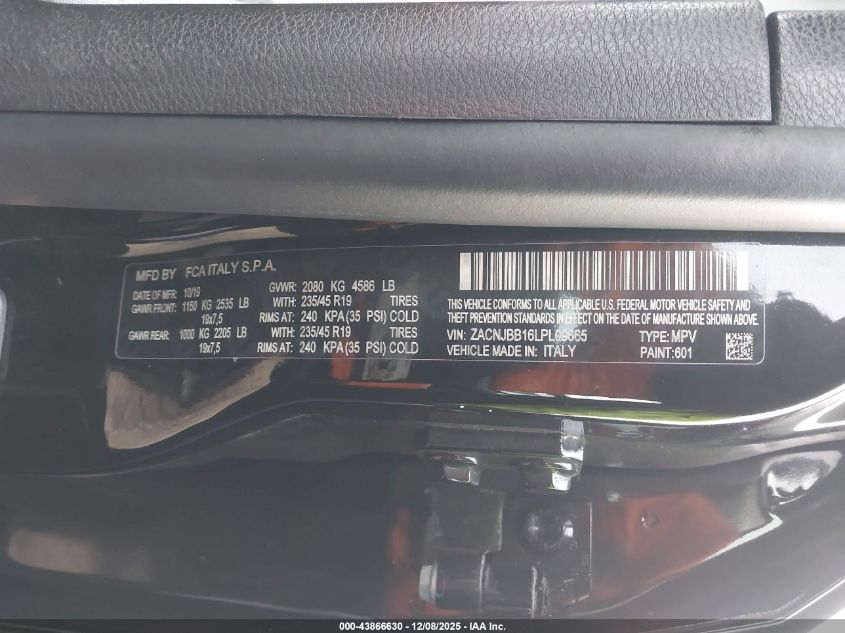 MFD BY FCA ITALY S.P.A.
DATE OF MFR: 10/19 GVWR: 2080 KG 4586 LB
GAWR FRONT: 1150 KG 2535 LB WITH: 235/45 R19 TIRES
19x7,5 RIMS AT: 240 KPA(35 PSI) COLD
GAWR REAR: 1000 KG 2205 LB WITH: 235/45 R19 TIRES
19x7,5 RIMS AT: 240 KPA(35 PSI) COLD
THIS VEHICLE CONFORMS TO ALL APPLICABLE U.S. FEDERAL MOTOR VEHICLE SAFETY AND
THEFT PREVENTION STANDARDS IN EFFECT ON THE DATE OF MANUFACTURE SHOWN ABOVE.
VIN: ZACNJBB16LPL09665 TYPE: MPV
VEHICLE MADE IN: ITALY PAINT:601
000-43866630 - 12/08/2025 - IAA Inc.